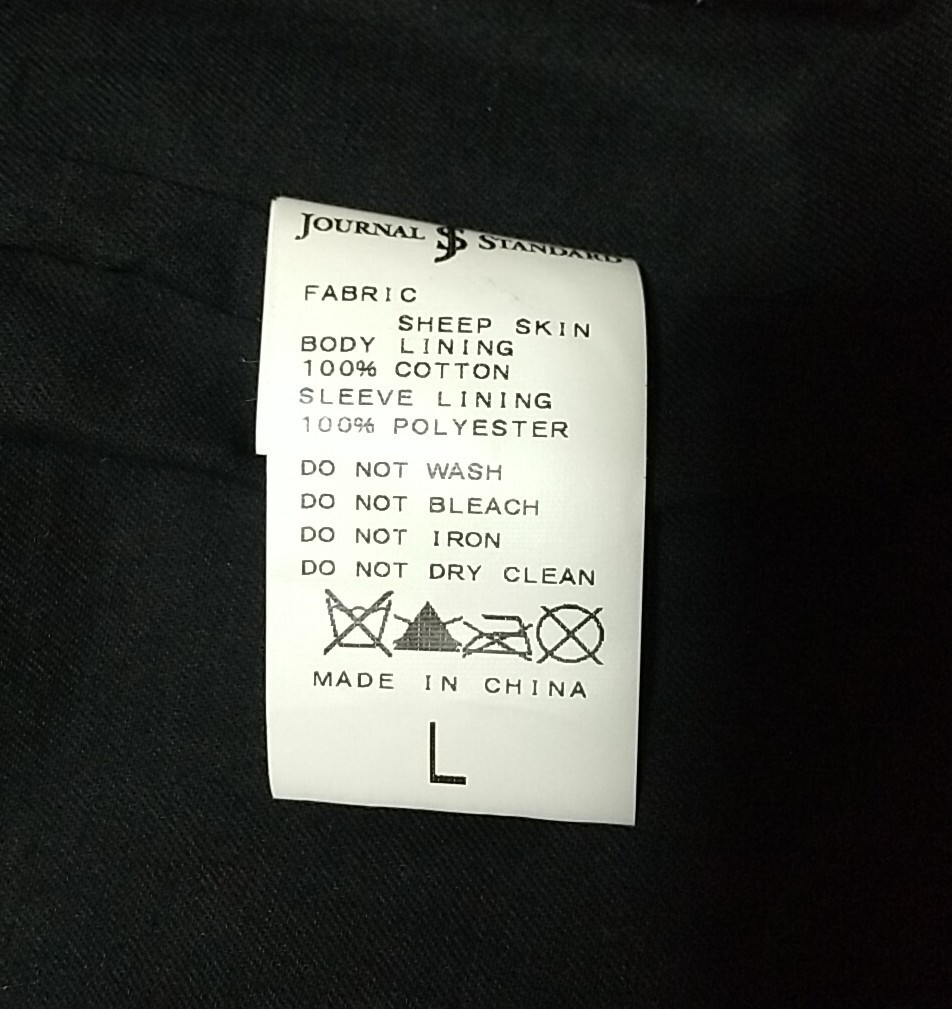 JOURNAL JS STANDARD
FABRIC
SHEEP SKIN
BODY LINING
100% COTTON
SLEEVE LINING
100% POLYESTER
DO NOT WASH
DO NOT BLEACH
DO NOT IRON
DO NOT DRY CLEAN
MADE IN CHINA
L